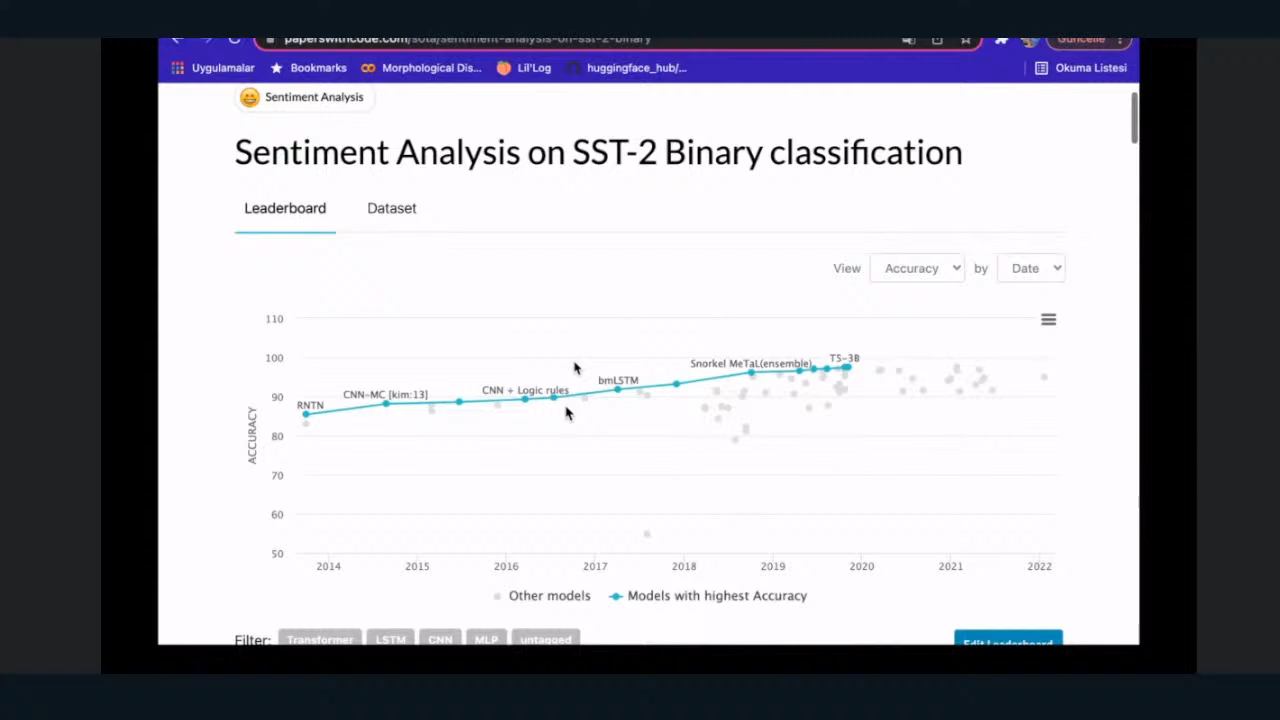 paperswithcode.com/sota/sentiment-analysis-on-sst-2-binary
Güncelle
Uygulamalar Bookmarks Morphological Dis... Lil'Log huggingface_hub/... Okuma Listesi
Sentiment Analysis
Sentiment Analysis on SST-2 Binary classification
Leaderboard Dataset
View Accuracy by Date
110
100
90
80
70
60
50
ACCURACY
RNTN
CNN-MC [kim:13]
CNN + Logic rules
bmLSTM
Snorkel MeTaL(ensemble)
T5-3B
2014 2015 2016 2017 2018 2019 2020 2021 2022
Other models Models with highest Accuracy
Filter: Transformer LSTM CNN MLP untagged
Edit Leaderboard